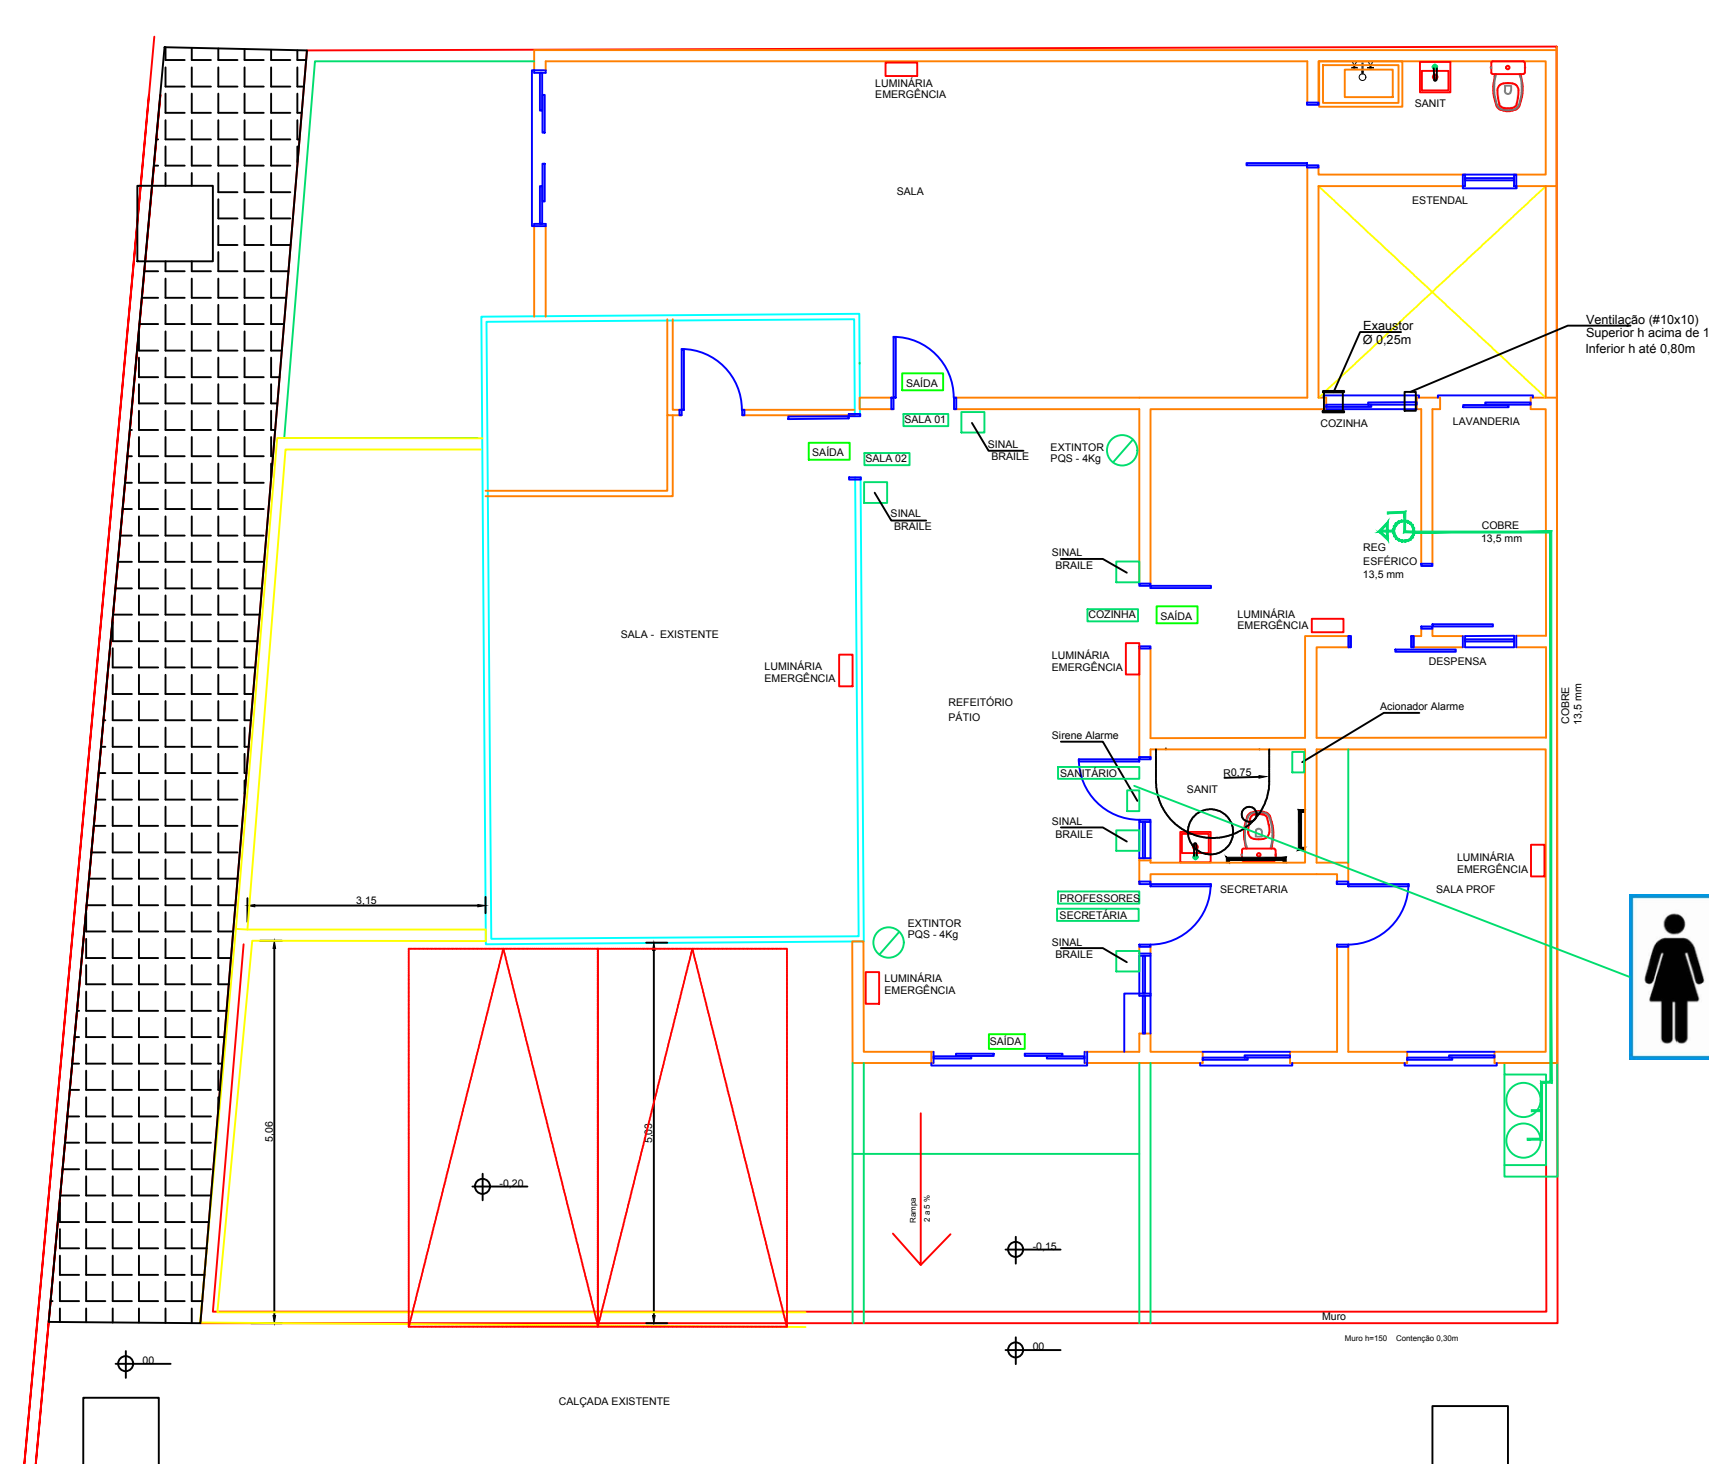 LUMINÁRIA
EMERGÊNCIA
SANIT
SALA
ESTENDAL
Exaustor
Ø 0,25m
Ventilação (#10x10)
Superior h acima de 1
Inferior h até 0,80m
SAÍDA
SALA 01
COZINHA
LAVANDERIA
SINAL
BRAILE
EXTINTOR
PQS - 4Kg
SAÍDA
SALA 02
SINAL
BRAILE
COBRE
13,5 mm
REG
ESFÉRICO
13,5 mm
SINAL
BRAILE
COZINHA
SAÍDA
LUMINÁRIA
EMERGÊNCIA
SALA - EXISTENTE
LUMINÁRIA
EMERGÊNCIA
LUMINÁRIA
EMERGÊNCIA
DESPENSA
REFEITÓRIO
PÁTIO
COBRE
13,5 mm
Acionador Alarme
Sirene Alarme
SANITÁRIO
R0.75
SANIT
SINAL
BRAILE
LUMINÁRIA
EMERGÊNCIA
SECRETARIA
SALA PROF
PROFESSORES
SECRETÁRIA
3.15
EXTINTOR
PQS - 4Kg
SINAL
BRAILE
LUMINÁRIA
EMERGÊNCIA
SAÍDA
5,06
5,03
-0,20
Rampa
2 a 5 %
-0,15
Muro
Muro h=150 Contenção 0,30m
00
00
CALÇADA EXISTENTE